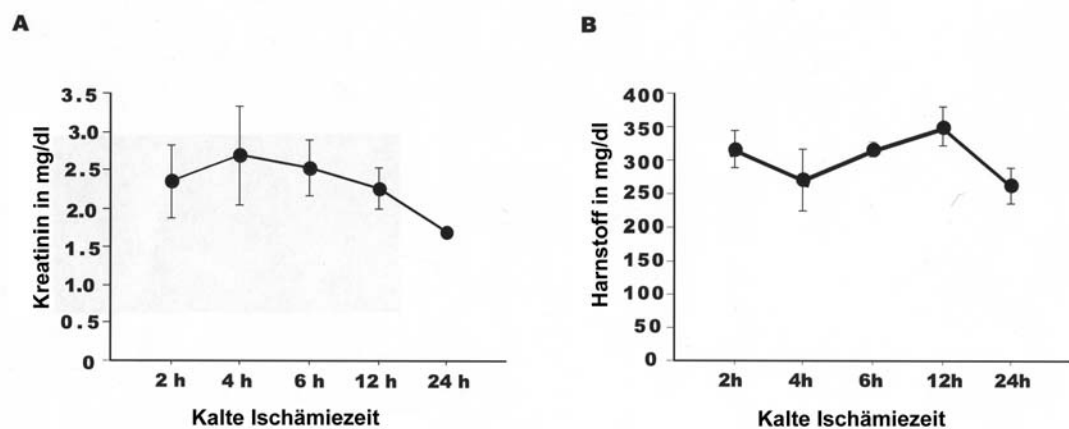 A
Kreatinin in mg/dl
3.5
3.0
2.5
2.0
1.5
1.0
0.5
0
2 h 4 h 6 h 12 h 24 h
Kalte Ischämiezeit
B
Harnstoff in mg/dl
400
350
300
250
200
150
100
50
0
2h 4h 6h 12h 24h
Kalte Ischämiezeit